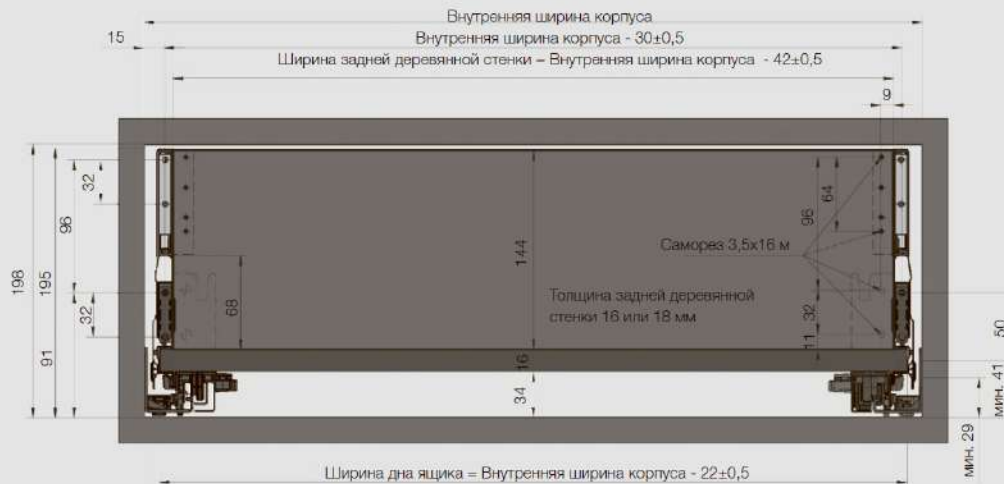 Внутренняя ширина корпуса
15
Внутренняя ширина корпуса - 30±0,5
Ширина задней деревянной стенки = Внутренняя ширина корпуса - 42±0,5
9
32
96
198
195
32
91
68
144
96
64
Саморез 3,5x16 м
Толщина задней деревянной
стенки 16 или 18 мм
32
11
16
34
50
мин. 41
мин. 29
Ширина дна ящика = Внутренняя ширина корпуса - 22±0,5